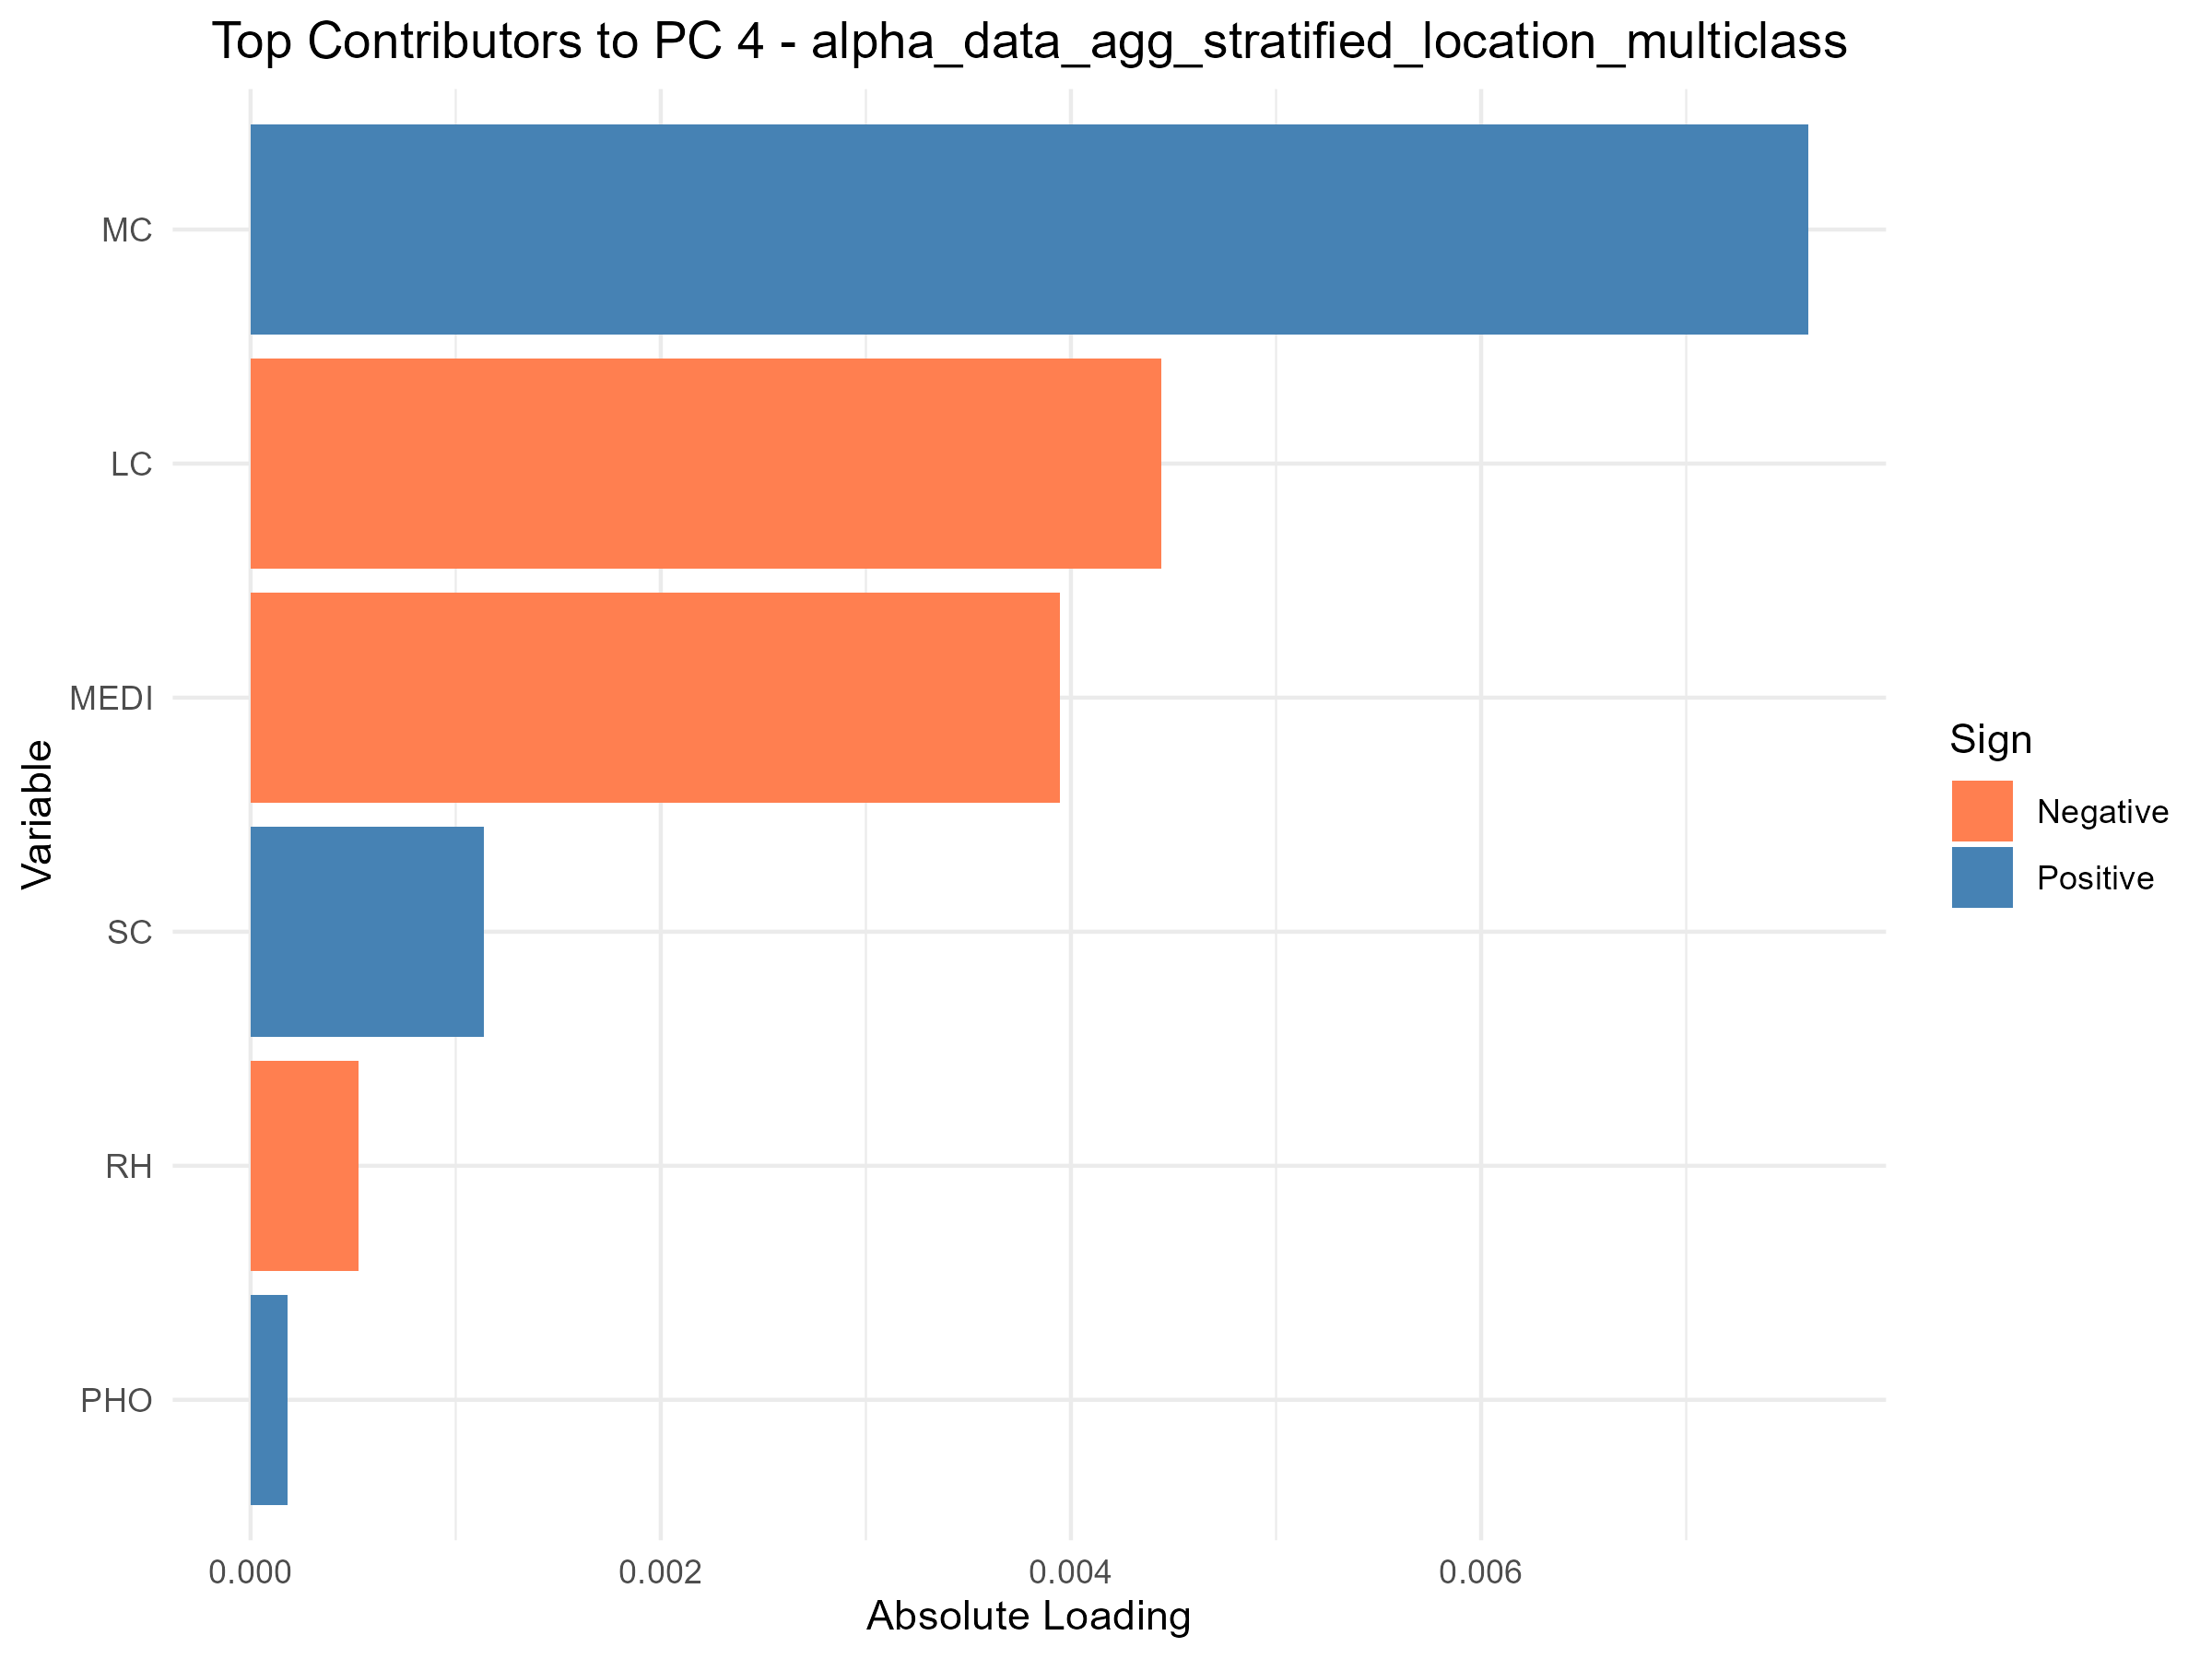 Top Contributors to PC 4 - alpha_data_agg_stratified_location_multiclass
MC
LC
MEDI
SC
RH
PHO
Variable
0.000
0.002
0.004
0.006
Absolute Loading
Sign
Negative
Positive